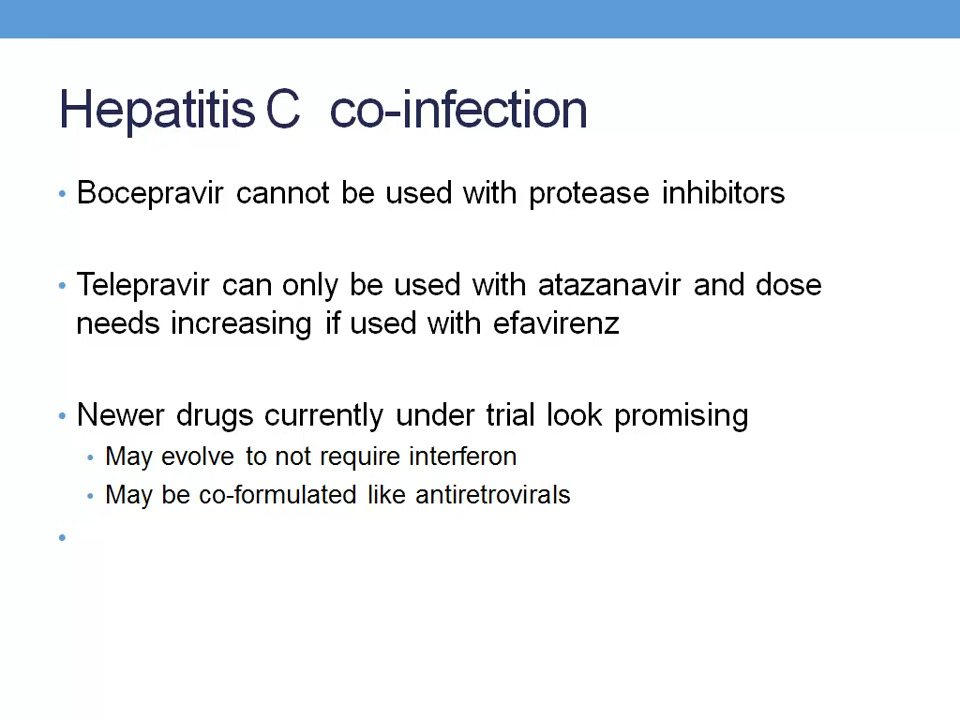 Hepatitis C co-infection
• Bocepravir cannot be used with protease inhibitors
• Telepravir can only be used with atazanavir and dose
needs increasing if used with efavirenz
• Newer drugs currently under trial look promising
• May evolve to not require interferon
• May be co-formulated like antiretrovirals
•